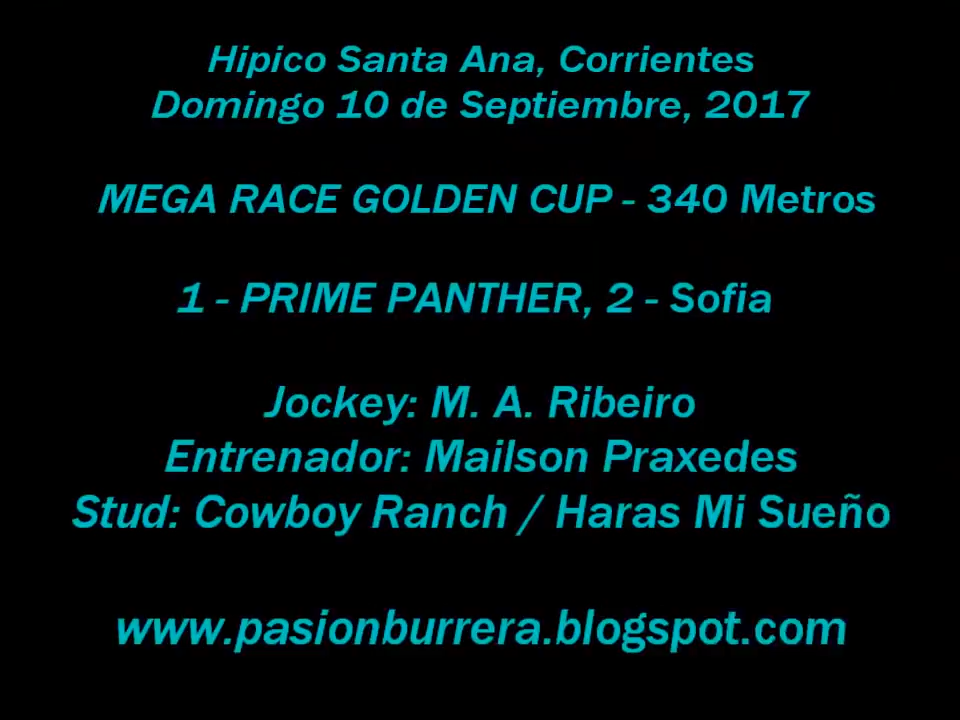 Hipico Santa Ana, Corrientes
Domingo 10 de Septiembre, 2017
MEGA RACE GOLDEN CUP - 340 Metros
1 - PRIME PANTHER, 2 - Sofia
Jockey: M. A. Ribeiro
Entrenador: Mailson Praxedes
Stud: Cowboy Ranch / Haras Mi Sueño
www.pasionburrera.blogspot.com